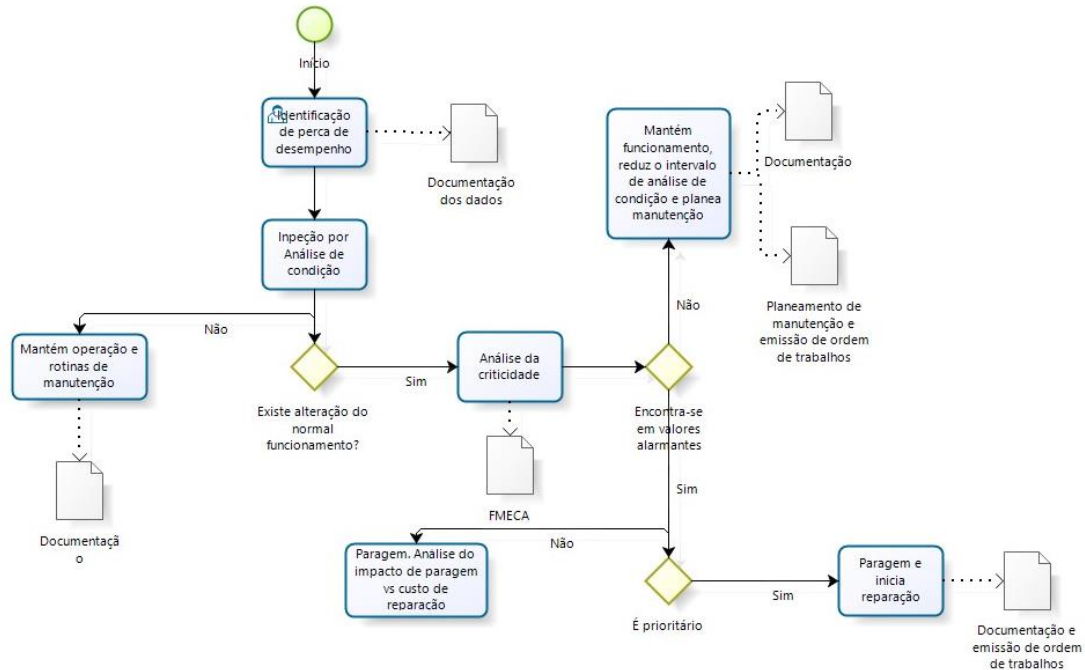 Início
Identificação
de perca de
desempenho
Documentação
dos dados
Inpeção por
Análise de
condição
Não
Mantém operação e
rotinas de
manutenção
Documentaçã
o
Existe alteração do
normal
funcionamento?
Sim
Análise da
criticidade
FMECA
Encontra-se
em valores
alarmantes
Não
Mantém
funcionamento,
reduz o intervalo
de análise de
condição e planea
manutenção
Documentação
Planeamento de
manutenção e
emissão de ordem
de trabalhos
Sim
Não
Paragem. Análise do
impacto de paragem
vs custo de
reparação
É prioritário
Sim
Paragem e
inicia
reparação
Documentação e
emissão de ordem
de trabalhos